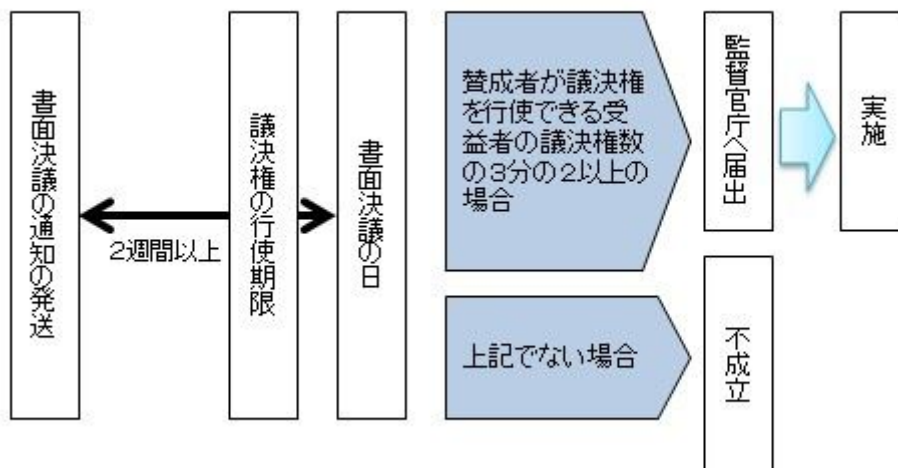 書面決議の通知の発送
2週間以上
議決権の行使期限
書面決議の日
賛成者が議決権
を行使できる受
益者の議決権数
の3分の2以上の
場合
監督官庁へ届出
実施
上記でない場合
不成立